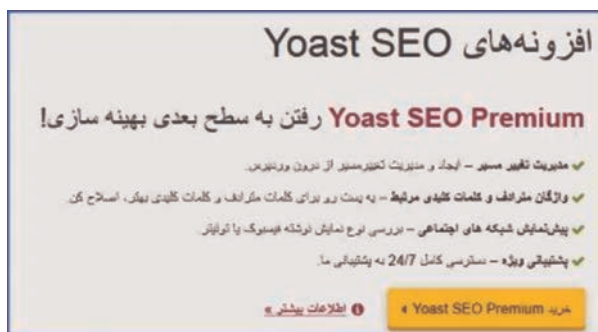 افزونه‌های Yoast SEO
Yoast SEO Premium رفتن به سطح بعدی بهینه سازی!
مدیریت تغییر مسیر – ایجاد و مدیریت تغییرمسیر از درون وردپرس.
واژگان مترادف و کلمات کلیدی مرتبط – به پست رو برای کلمات مترادف و کلمات کلیدی بهتر، اصلاح کن.
پیش‌نمایش شبکه های اجتماعی – بررسی نوع نمایش نوشته فیسبوک یا توئیتر.
پشتیبانی ویژه – دسترسی کامل 24/7 به پشتیبانی ما.
خرید Yoast SEO Premium اطلاعات بیشتر »